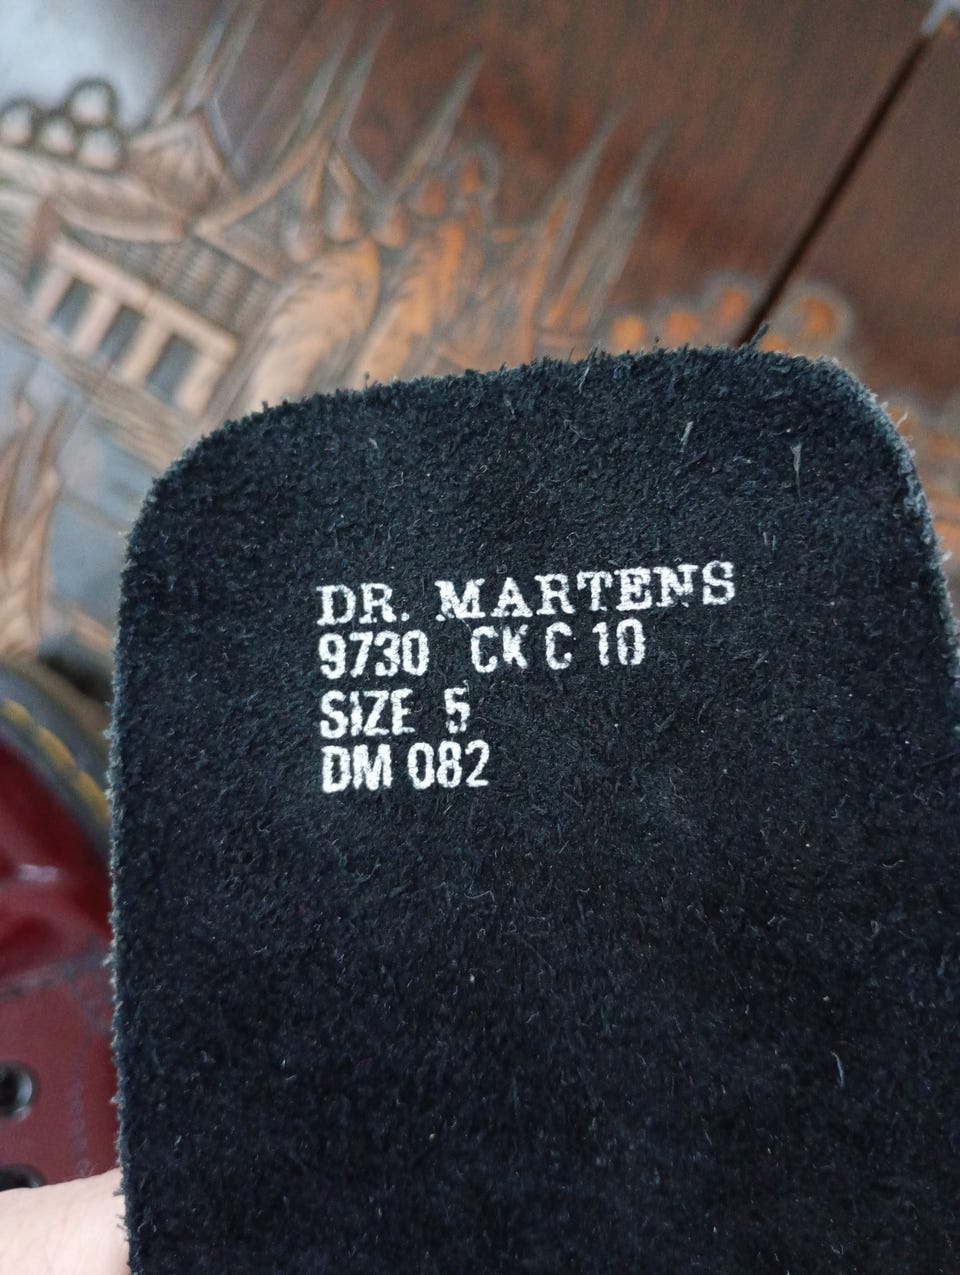 DR. MARTENS
9730 CK C 10
SIZE 5
DM 082